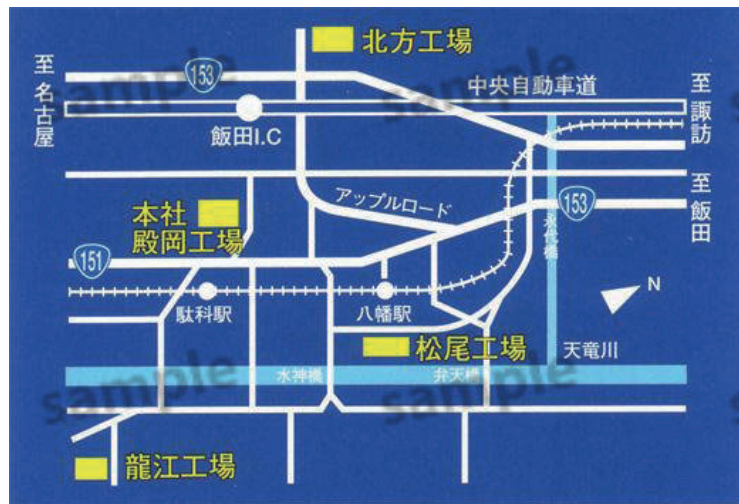 北方工場
至 名古屋
153
中央自動車道
至 諏訪
飯田I.C
アップルロード
至 飯田
本社
殿岡工場
153
永代橋
151
N
駄科駅
八幡駅
松尾工場
天竜川
水神橋
弁天橋
龍江工場
sample
sample
sample
sample